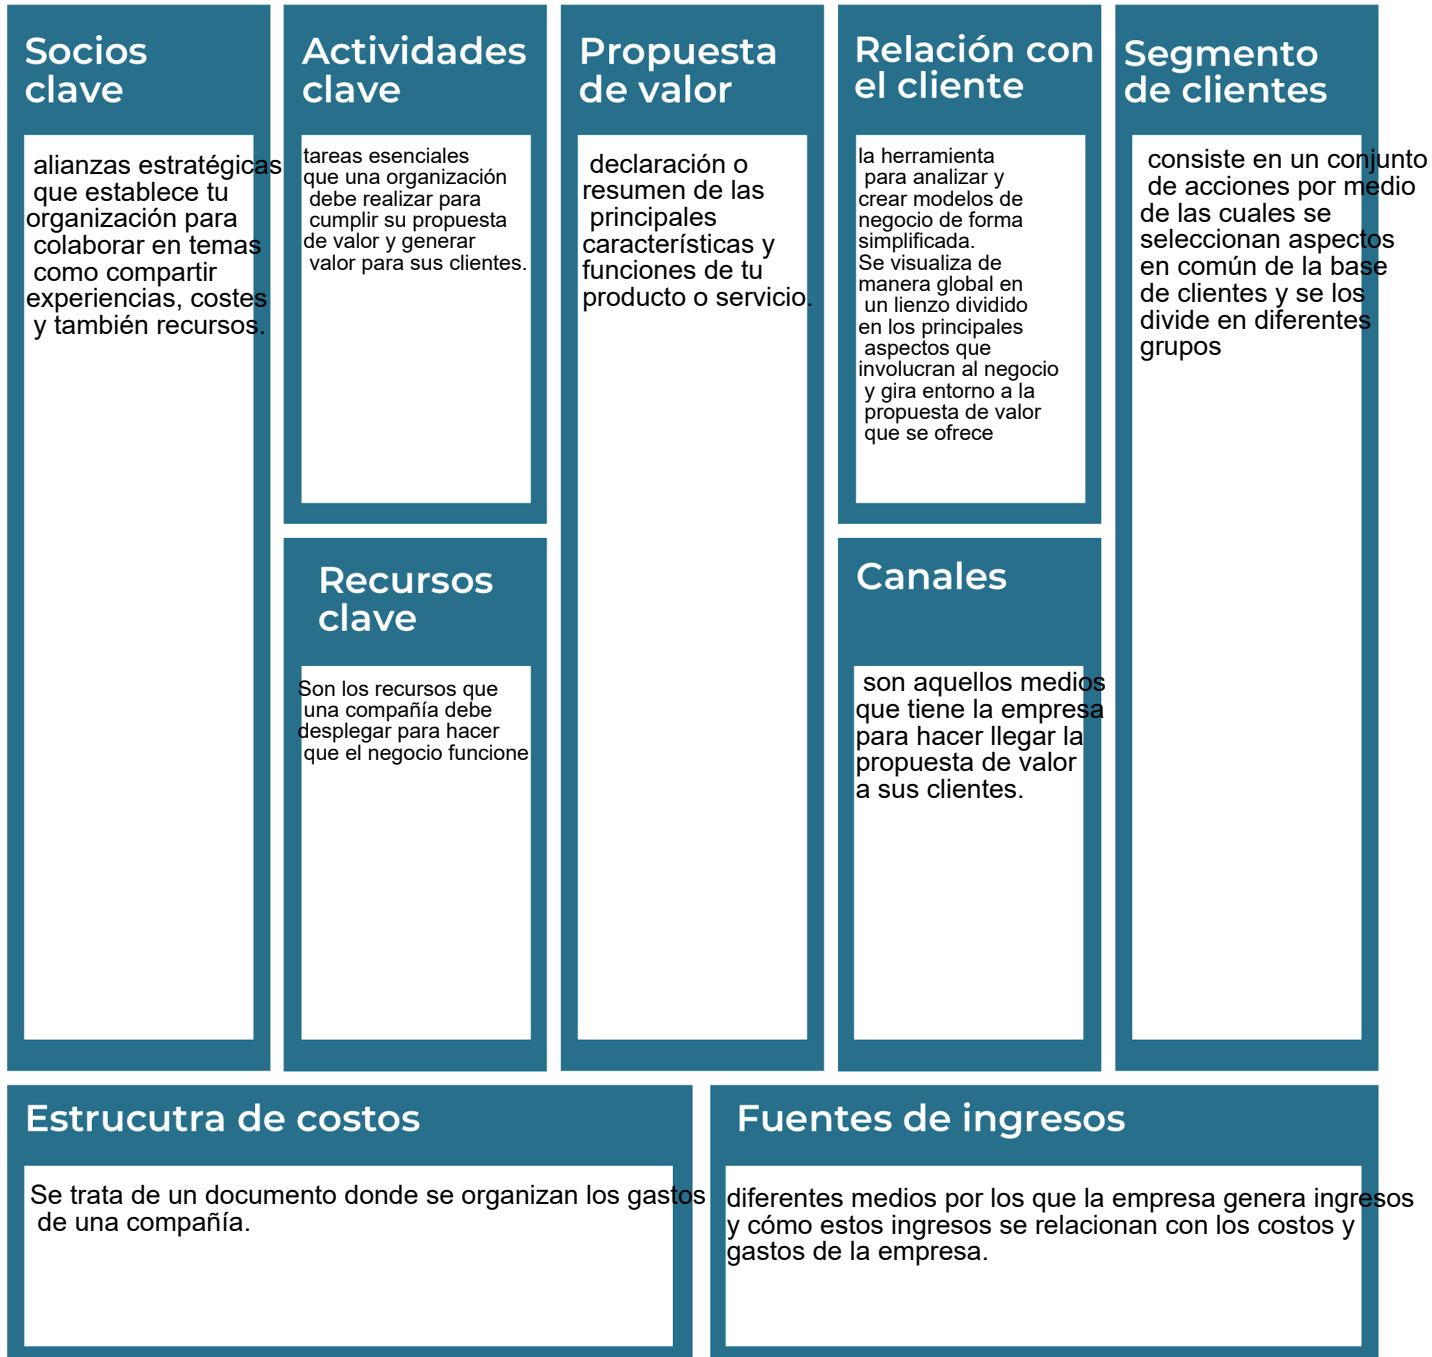 Socios
clave
alianzas estratégicas
que establece tu
organización para
colaborar en temas
como compartir
experiencias, costes
y también recursos.
Actividades
clave
tareas esenciales
que una organización
debe realizar para
cumplir su propuesta
de valor y generar
valor para sus clientes.
Recursos
clave
Son los recursos que
una compañía debe
desplegar para hacer
que el negocio funcione
Propuesta
de valor
declaración o
resumen de las
principales
características y
funciones de tu
producto o servicio.
Relación con
el cliente
la herramienta
para analizar y
crear modelos de
negocio de forma
simplificada.
Se visualiza de
manera global en
un lienzo dividido
en los principales
aspectos que
involucran al negocio
y gira entorno a la
propuesta de valor
que se ofrece
Canales
son aquellos medios
que tiene la empresa
para hacer llegar la
propuesta de valor
a sus clientes.
Segmento
de clientes
consiste en un conjunto
de acciones por medio
de las cuales se
seleccionan aspectos
en común de la base
de clientes y se los
divide en diferentes
grupos
Estrucutra de costos
Se trata de un documento donde se organizan los gastos
de una compañía.
Fuentes de ingresos
diferentes medios por los que la empresa genera ingresos
y cómo estos ingresos se relacionan con los costos y
gastos de la empresa.